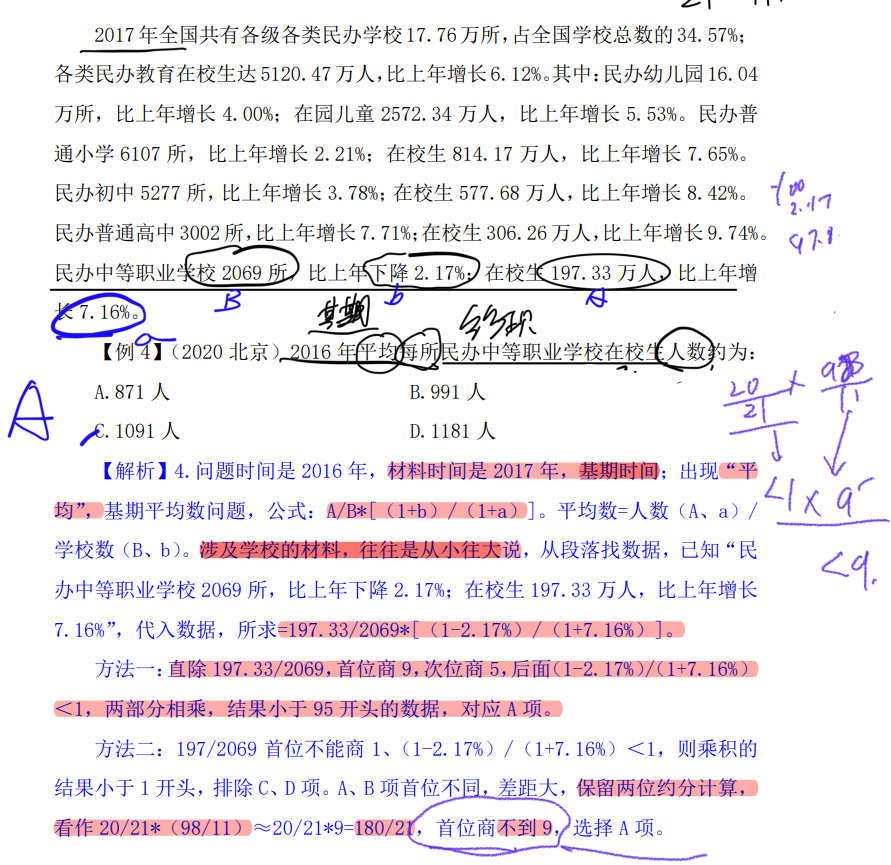 2017年全国共有各级各类民办学校17.76万所,占全国学校总数的34.57%;
各类民办教育在校生达5120.47万人,比上年增长6.12%。其中:民办幼儿园16.04
万所,比上年增长 4.00%;在园儿童 2572.34 万人,比上年增长 5.53%。民办普
通小学 6107 所,比上年增长 2.21%;在校生 814.17 万人,比上年增长 7.65%。
民办初中 5277 所,比上年增长 3.78%;在校生 577.68 万人,比上年增长 8.42%。
民办普通高中 3002 所,比上年增长 7.71%;在校生 306.26 万人,比上年增长 9.74%。
民办中等职业学校 2069 所,比上年下降 2.17%;在校生 197.33 万人,比上年增
长 7.16%。
100
2.17
97.8
B
b
A
a
基期
【例 4】(2020 北京)2016 年平均每所民办中等职业学校在校生人数约为:
A.871 人 B.991 人
C.1091 人 D.1181 人
A
20/21 × 98/11
<1 × 9
<9.
【解析】4.问题时间是 2016 年,材料时间是 2017 年,基期时间;出现“平
均”,基期平均数问题,公式:A/B*[(1+b)/(1+a)]。平均数=人数(A、a)/
学校数(B、b)。涉及学校的材料,往往是从小往大说,从段落找数据,已知“民
办中等职业学校 2069 所,比上年下降 2.17%;在校生 197.33 万人,比上年增长
7.16%”,代入数据,所求=197.33/2069*[(1-2.17%)/(1+7.16%)]。
方法一:直除 197.33/2069,首位商 9,次位商 5,后面(1-2.17%)/(1+7.16%)
<1,两部分相乘,结果小于 95 开头的数据,对应 A 项。
方法二:197/2069 首位不能商 1、(1-2.17%)/(1+7.16%)<1,则乘积的
结果小于 1 开头,排除 C、D 项。A、B 项首位不同,差距大,保留两位约分计算,
看作 20/21*(98/11)≈20/21*9=180/21,首位商不到 9,选择 A 项。